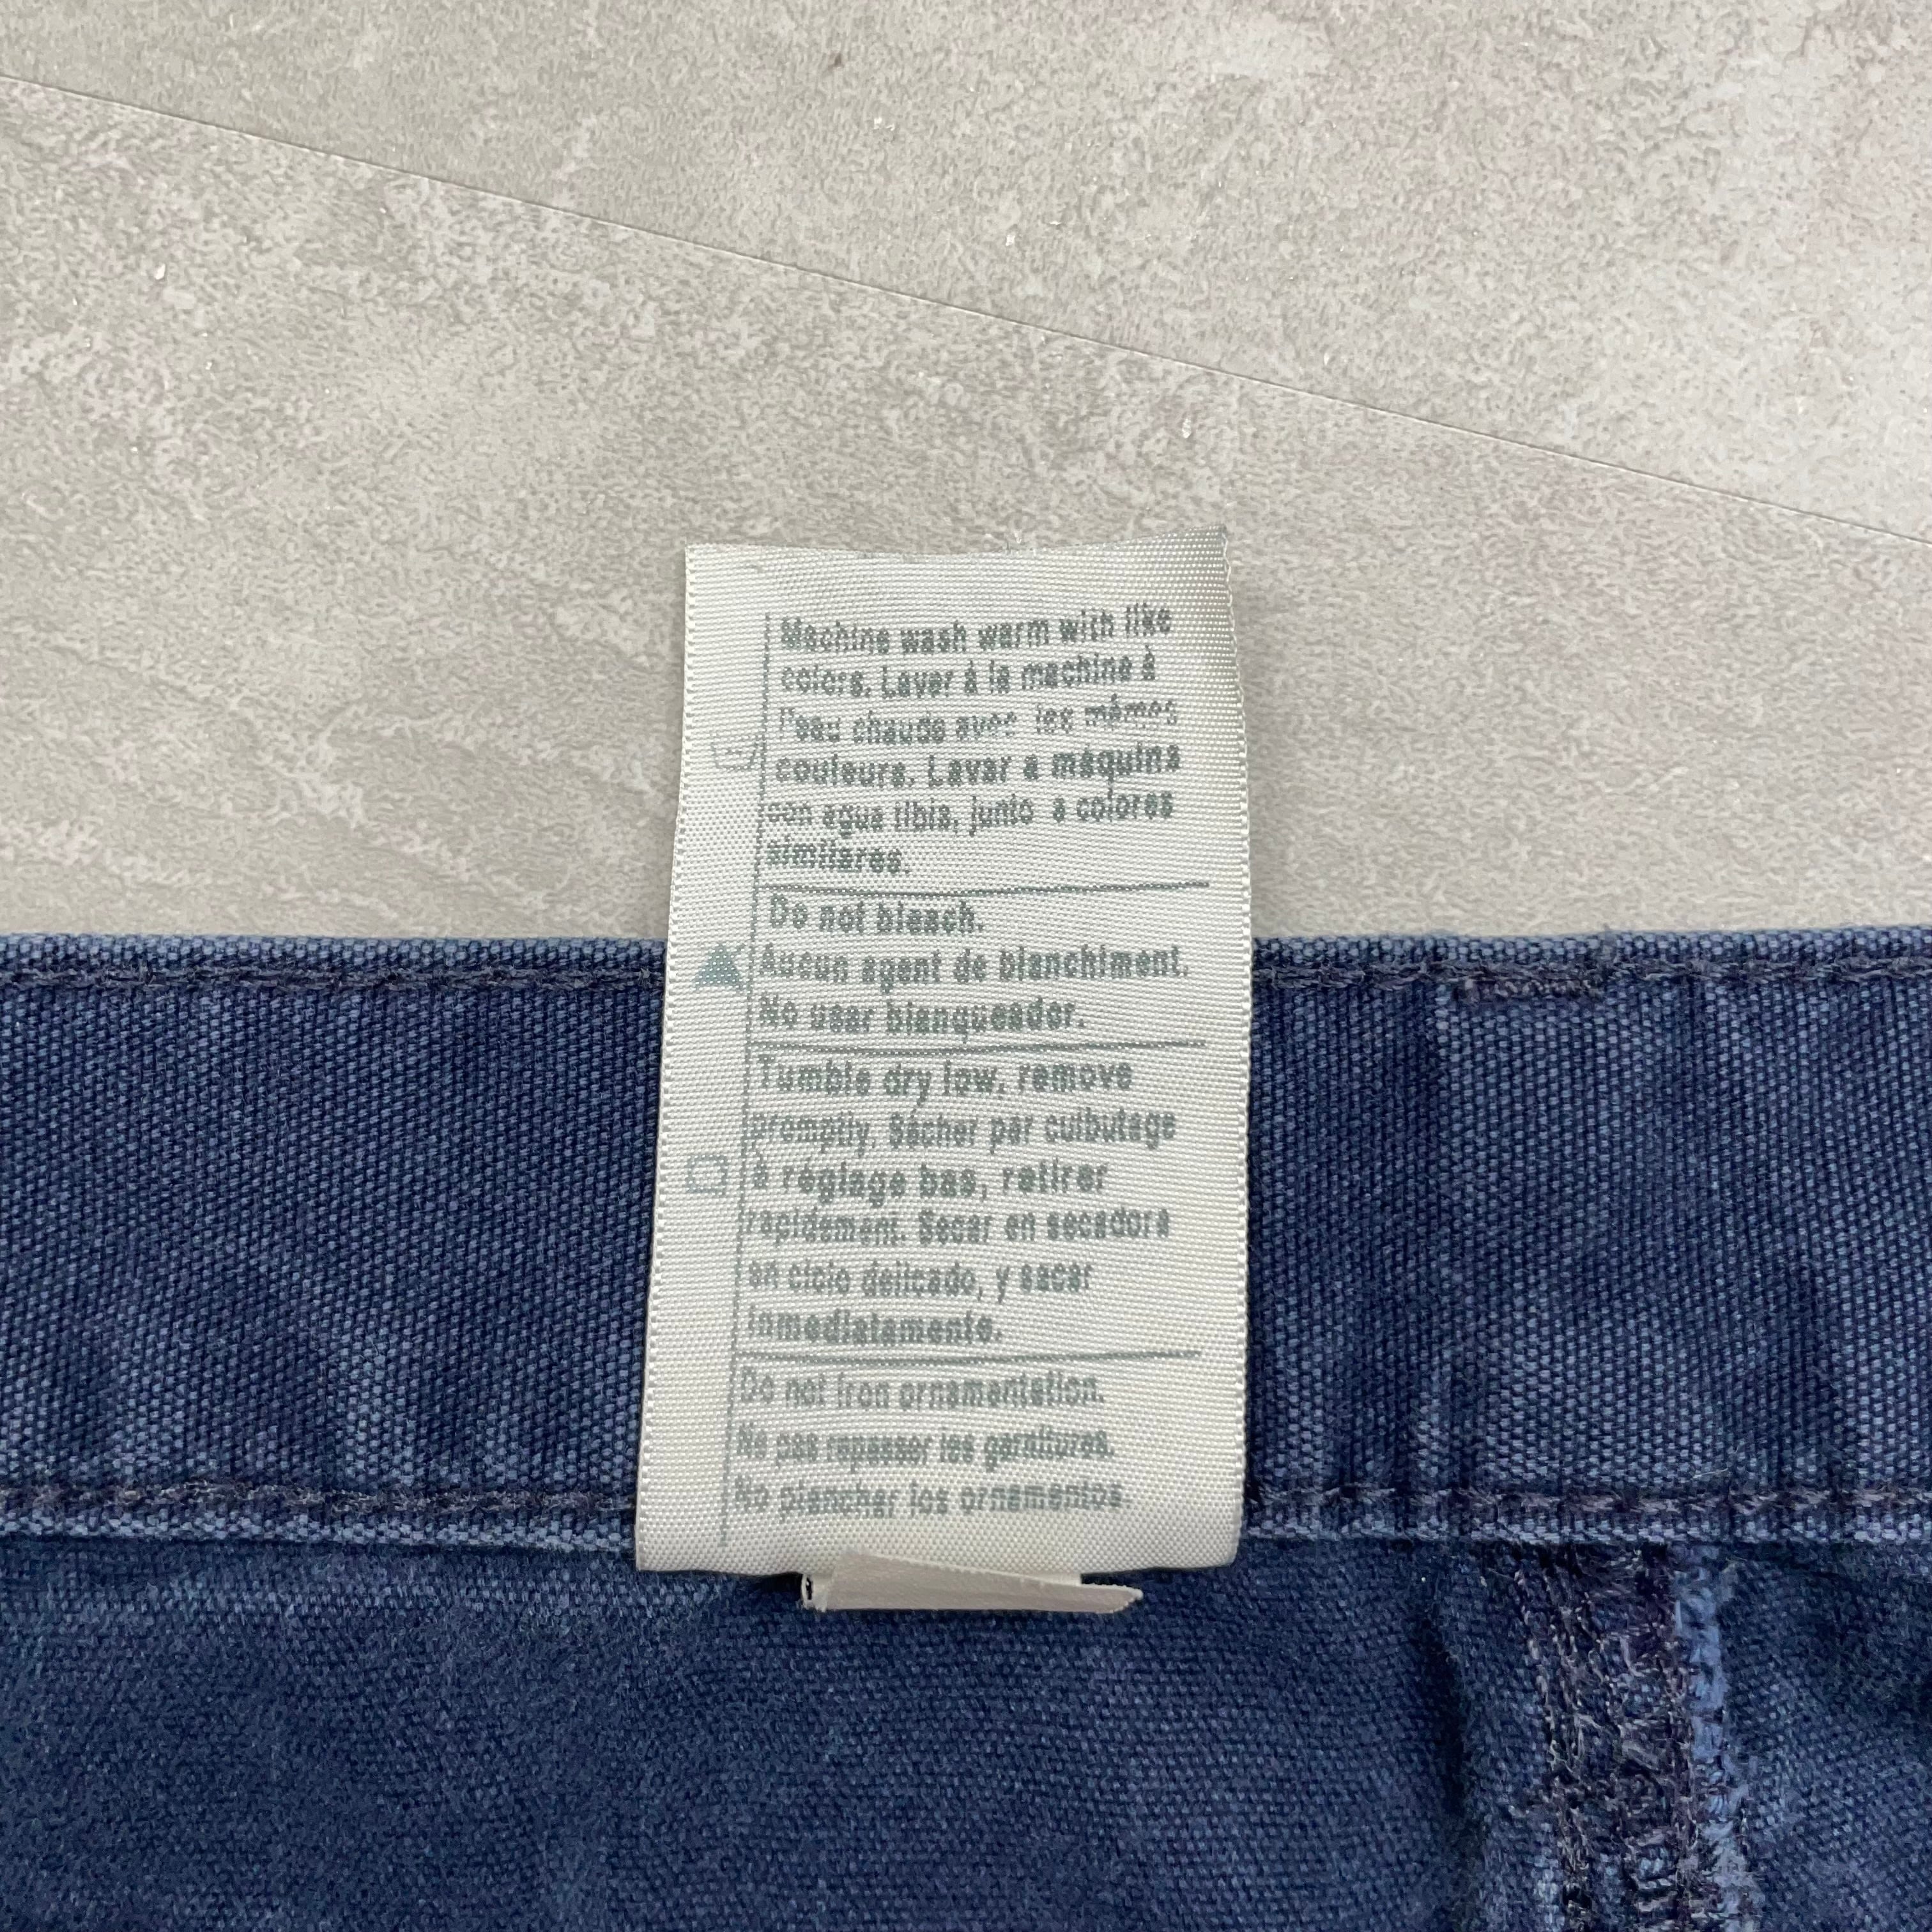 Machine wash warm with like
colors. Laver à la machine à
l'eau chaude avec les mêmes
couleurs. Lavar a máquina
con agua tibia, junto a colores
similares.
Do not bleach.
Aucun agent de blanchiment.
No usar blanqueador.
Tumble dry low, remove
promptly. Sécher par culbutage
à réglage bas, retirer
rapidement. Secar en secadora
en ciclo delicado, y sacar
inmediatamente.
Do not iron ornamentation.
Ne pas repasser les garnitures.
No planchar los ornamentos.